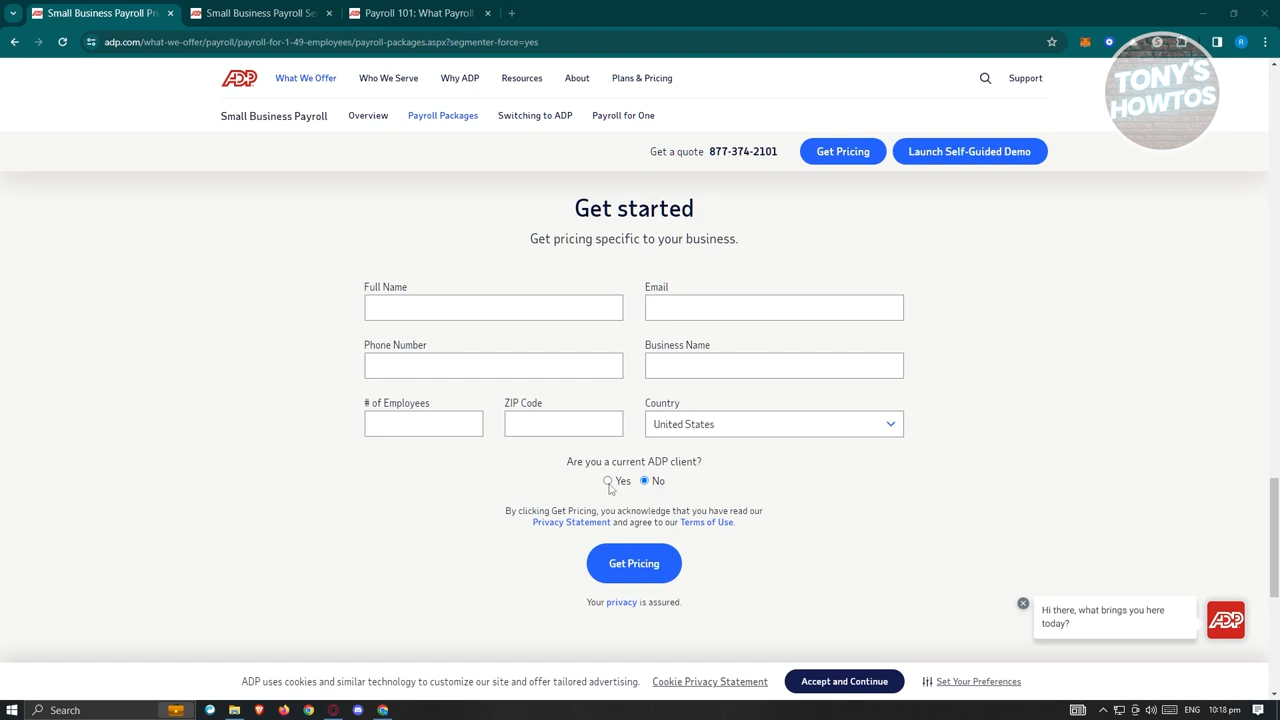 Small Business Payroll Pri
Small Business Payroll Se
Payroll 101: What Payroll
adp.com/what-we-offer/payroll/payroll-for-1-49-employees/payroll-packages.aspx?segmenter-force=yes
R
TONY'S
HOWTOS
ADP
What We Offer
Who We Serve
Why ADP
Resources
About
Plans & Pricing
Support
Small Business Payroll
Overview
Payroll Packages
Switching to ADP
Payroll for One
Get a quote 877-374-2101
Get Pricing
Launch Self-Guided Demo
Get started
Get pricing specific to your business.
Full Name
Email
Phone Number
Business Name
# of Employees
ZIP Code
Country
United States
Are you a current ADP client?
Yes
No
By clicking Get Pricing, you acknowledge that you have read our
Privacy Statement and agree to our Terms of Use.
Get Pricing
Your privacy is assured.
Hi there, what brings you here
today?
ADP
ADP uses cookies and similar technology to customize our site and offer tailored advertising.
Cookie Privacy Statement
Accept and Continue
Set Your Preferences
Search
ENG
10:18 pm